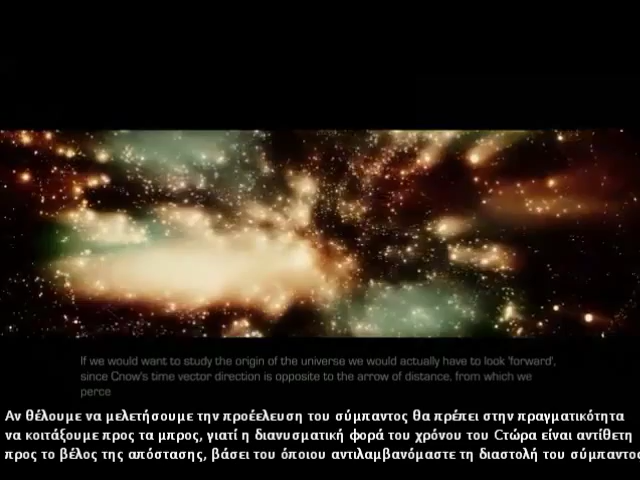 If we would want to study the origin of the universe we would actually have to look 'forward',
since Cnow's time vector direction is opposite to the arrow of distance, from which we
perce
Αν θέλουμε να μελετήσουμε την προέελευση του σύμπαντος θα πρέπει στην πραγματικότητα
να κοιτάξουμε προς τα μπρος, γιατί η διανυσματική φορά του χρόνου του Cτώρα είναι αντίθετη
προς το βέλος της απόστασης, βάσει του όποιου αντιλαμβανόμαστε τη διαστολή του σύμπαντος